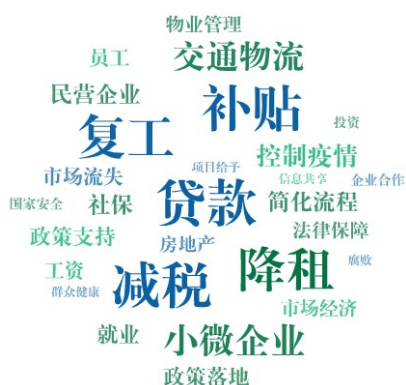 物业管理
员工
交通物流
民营企业
补贴
复工
投资
控制疫情
项目给予
市场流失
信息共享
企业合作
国家安全
社保
贷款
简化流程
政策支持
房地产
法律保障
工资
减税
降租
腐败
群众健康
市场经济
就业
小微企业
政策落地